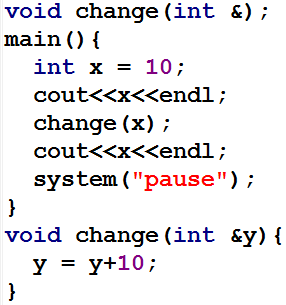 void change(int &);
main(){
  int x = 10;
  cout<<x<<endl;
  change(x);
  cout<<x<<endl;
  system("pause");
}
void change(int &y){
  y = y+10;
}